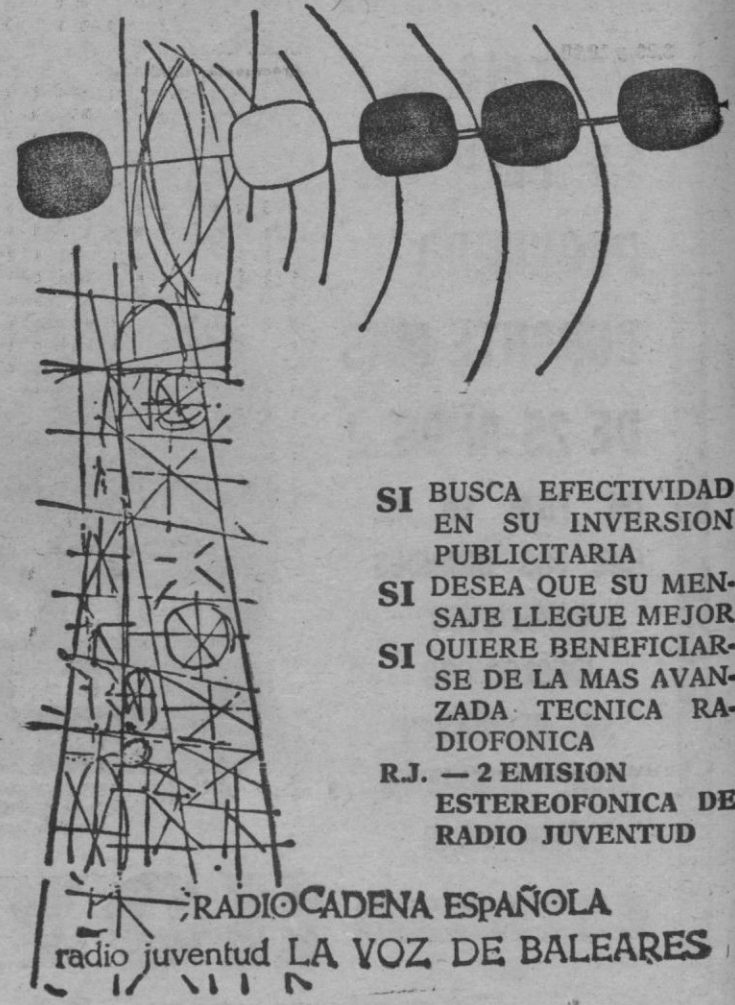 SI BUSCA EFECTIVIDAD
EN SU INVERSION
PUBLICITARIA
SI DESEA QUE SU MEN-
SAJE LLEGUE MEJOR
SI QUIERE BENEFICIAR-
SE DE LA MAS AVAN-
ZADA TECNICA RA-
DIOFONICA
R.J. — 2 EMISION
ESTEREOFONICA DE
RADIO JUVENTUD
RADIOCADENA ESPAÑOLA
radio juventud LA VOZ DE BALEARES